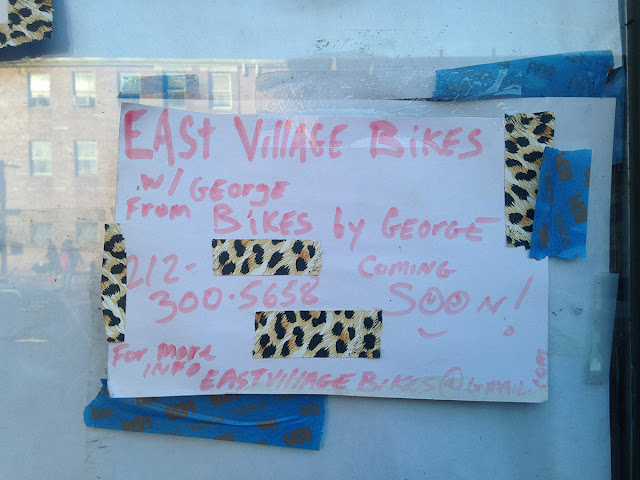 EAST VillAGE BikES
W/ GEORGE
From BikES by GEORGE
212-
300-5658
COMING
SOON!
For more
INFO EASTVIllAGEBIKES@GMAIL.com